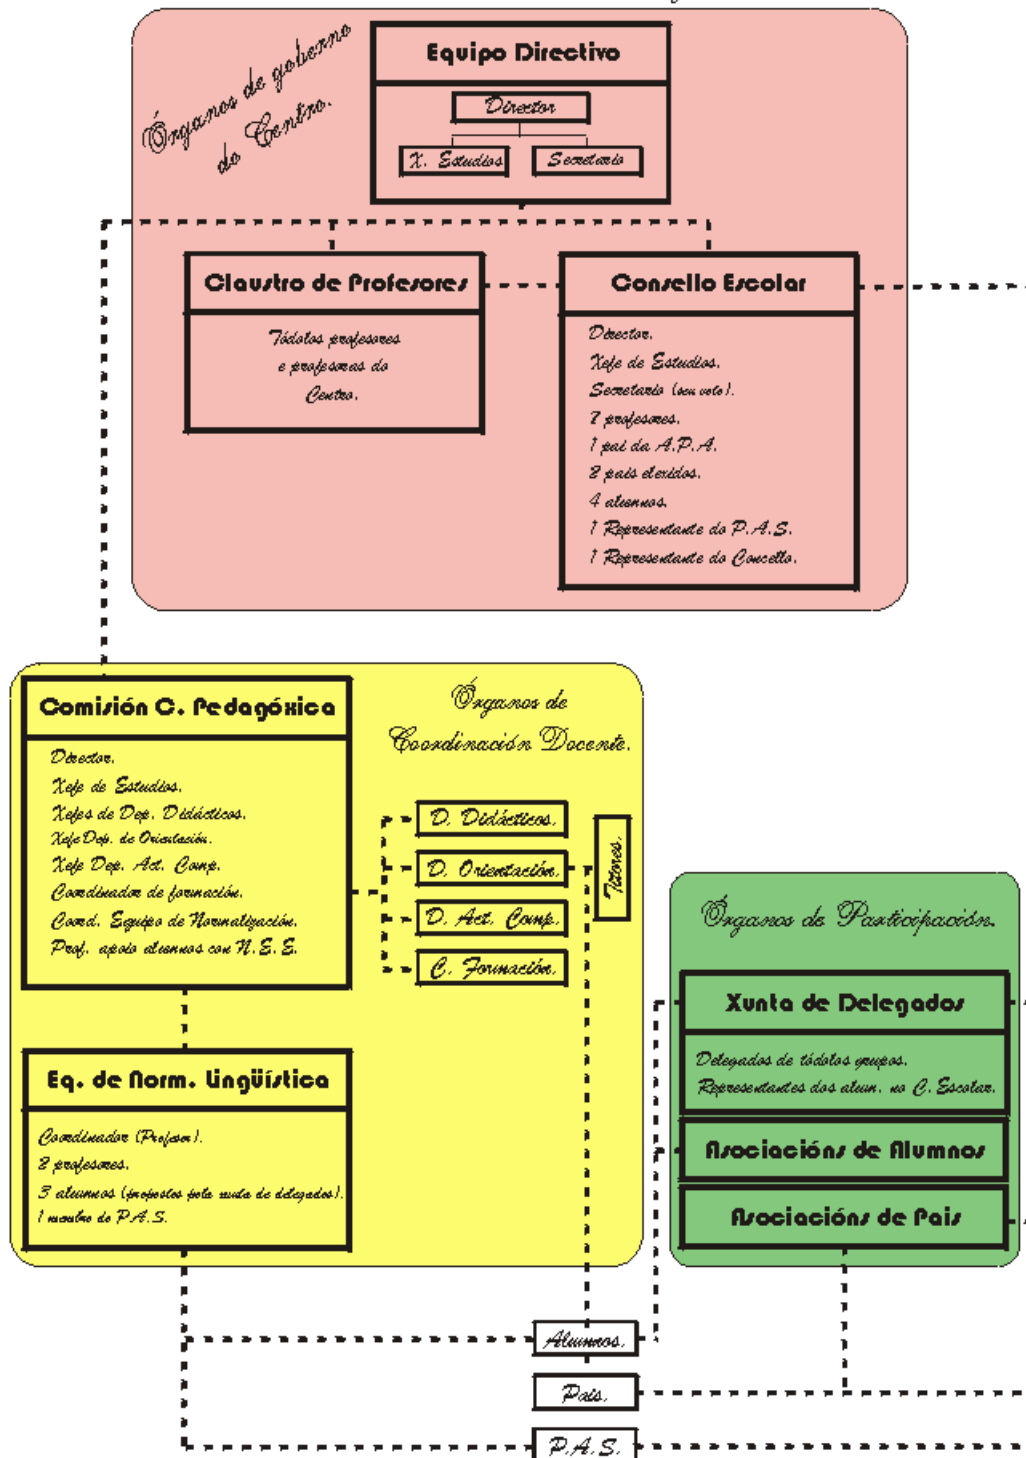 Órganos de goberno
do Centro.
Equipo Directivo
Director
X. Estudios
Secretario
Claustro de Profesores
Tódolos profesores
e profesoras do
Centro.
Consello Escolar
Director.
Xefe de Estudios.
Secretario (sen voto).
7 profesores.
1 pai da A.P.A.
2 pais elexidos.
4 alumnos.
1 Representante do P.A.S.
1 Representante do Concello.
Comisión C. Pedagóxica
Director.
Xefe de Estudios.
Xefes de Dep. Didácticos.
Xefe Dep. de Orientación.
Xefe Dep. Act. Comp.
Coordinador de formación.
Coord. Equipo de Normalización.
Prof. apoio alumnos con N.E.E.
Órganos de
Coordinación Docente.
D. Didácticos.
D. Orientación.
D. Act. Comp.
C. Formación.
Titores.
Eq. de Norm. Lingüística
Coordinador (Profesor).
2 profesores.
3 alumnos (propostos pola xunta de delegados).
1 membro do P.A.S.
Órganos de Participación.
Xunta de Delegados
Delegados de tódolos grupos.
Representantes dos alum. no C. Escolar.
Asociacións de Alumnos
Asociacións de Pais
Alumnos.
Pais.
P.A.S.